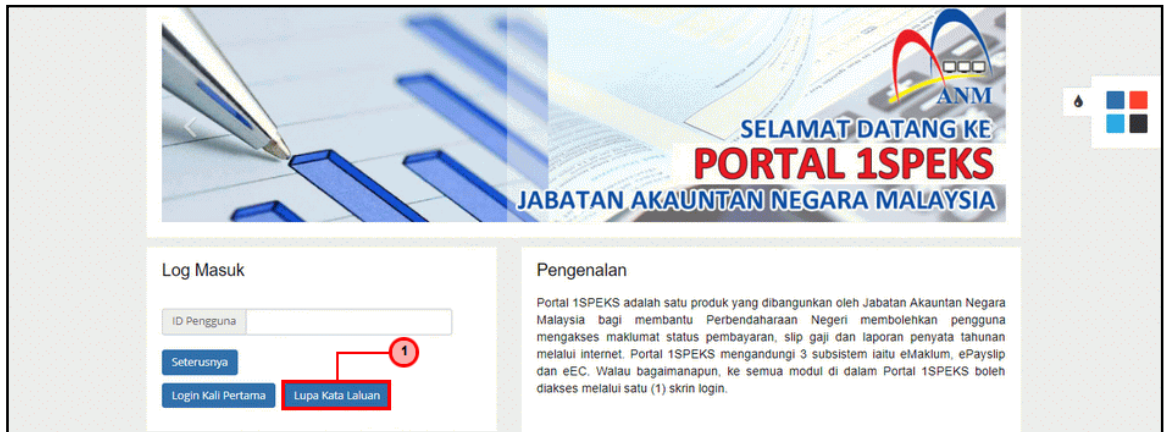 ANM
SELAMAT DATANG KE
PORTAL 1SPEKS
JABATAN AKAUNTAN NEGARA MALAYSIA
Log Masuk
ID Pengguna
Seterusnya
1
Login Kali Pertama
Lupa Kata Laluan
Pengenalan
Portal 1SPEKS adalah satu produk yang dibangunkan oleh Jabatan Akauntan Negara
Malaysia bagi membantu Perbendaharaan Negeri membolehkan pengguna
mengakses maklumat status pembayaran, slip gaji dan laporan penyata tahunan
melalui internet. Portal 1SPEKS mengandungi 3 subsistem iaitu eMaklum, ePayslip
dan eEC. Walau bagaimanapun, ke semua modul di dalam Portal 1SPEKS boleh
diakses melalui satu (1) skrin login.